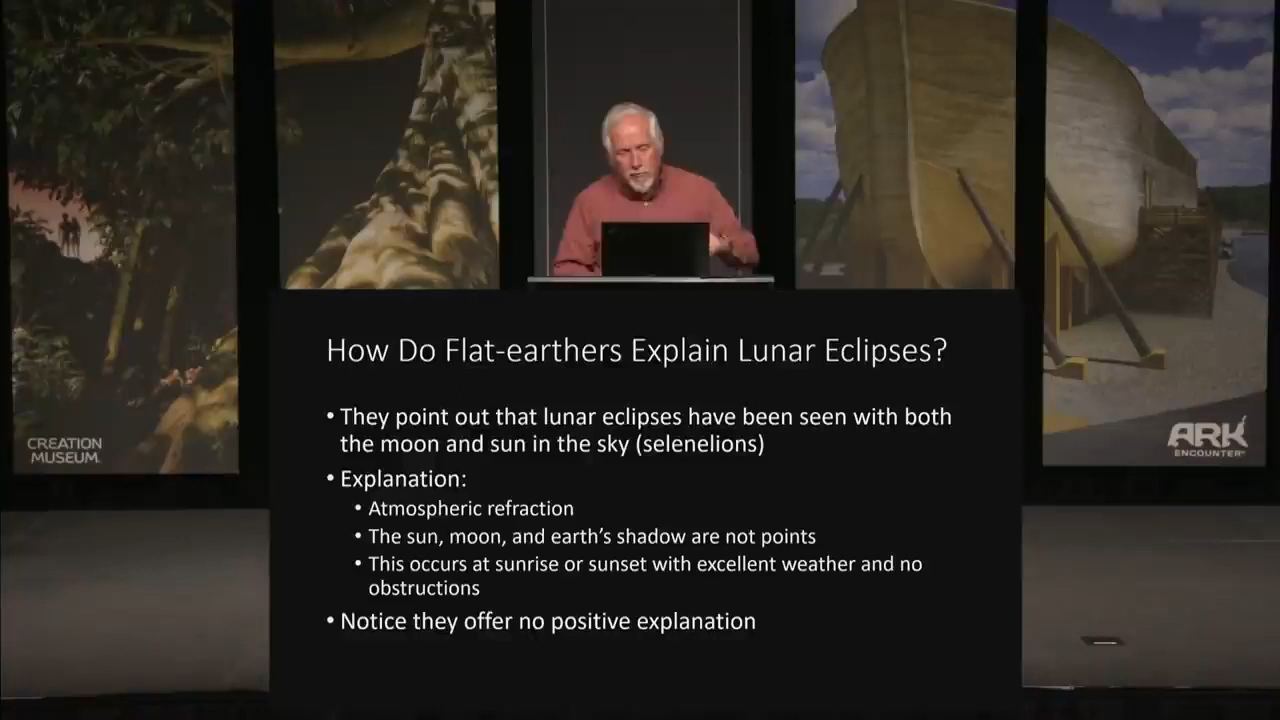 CREATION
MUSEUM
ARK
ENCOUNTER
How Do Flat-earthers Explain Lunar Eclipses?
• They point out that lunar eclipses have been seen with both
the moon and sun in the sky (selenelions)
• Explanation:
• Atmospheric refraction
• The sun, moon, and earth's shadow are not points
• This occurs at sunrise or sunset with excellent weather and no
obstructions
• Notice they offer no positive explanation